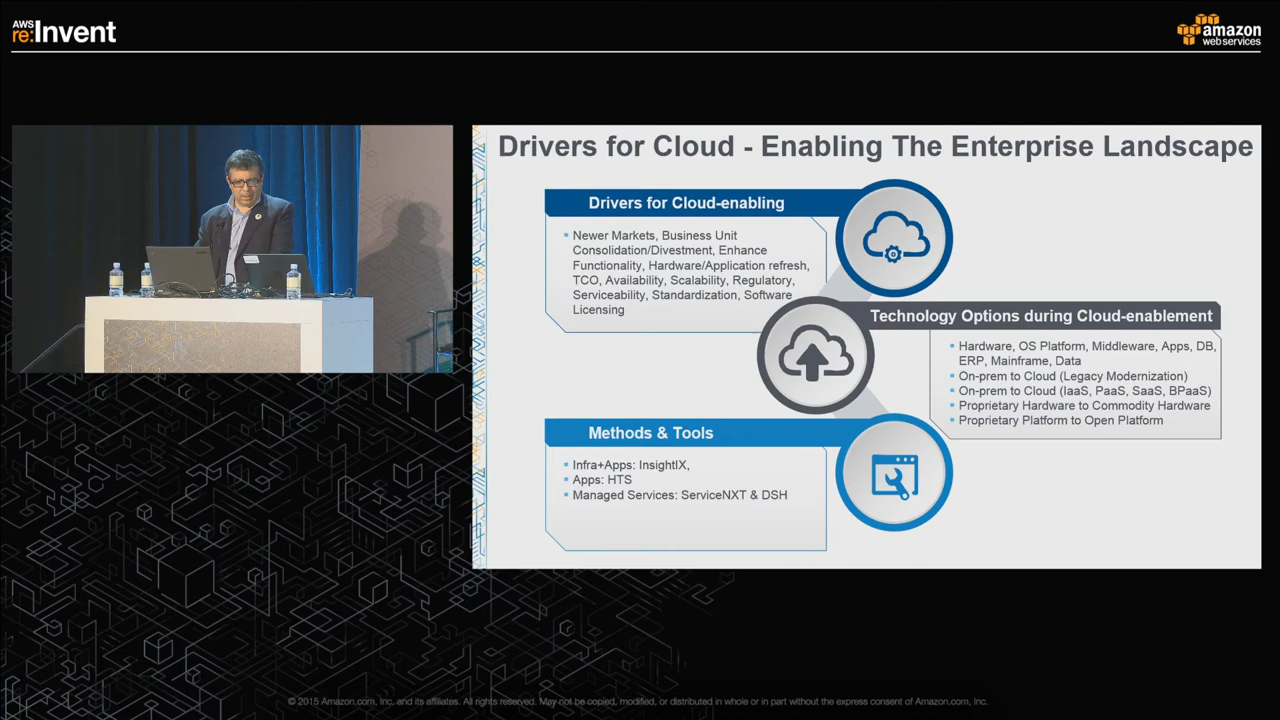 AWS
re:Invent
amazon
web services
Drivers for Cloud - Enabling The Enterprise Landscape
Drivers for Cloud-enabling
Newer Markets, Business Unit
Consolidation/Divestment, Enhance
Functionality, Hardware/Application refresh,
TCO, Availability, Scalability, Regulatory,
Serviceability, Standardization, Software
Licensing
Technology Options during Cloud-enablement
Hardware, OS Platform, Middleware, Apps, DB,
ERP, Mainframe, Data
On-prem to Cloud (Legacy Modernization)
On-prem to Cloud (IaaS, PaaS, SaaS, BPaaS)
Proprietary Hardware to Commodity Hardware
Proprietary Platform to Open Platform
Methods & Tools
Infra+Apps: InsightIX,
Apps: HTS
Managed Services: ServiceNXT & DSH
© 2015 Amazon.com, Inc. and its affiliates. All rights reserved. May not be copied, modified, or distributed in whole or in part without the express consent of Amazon.com, Inc.